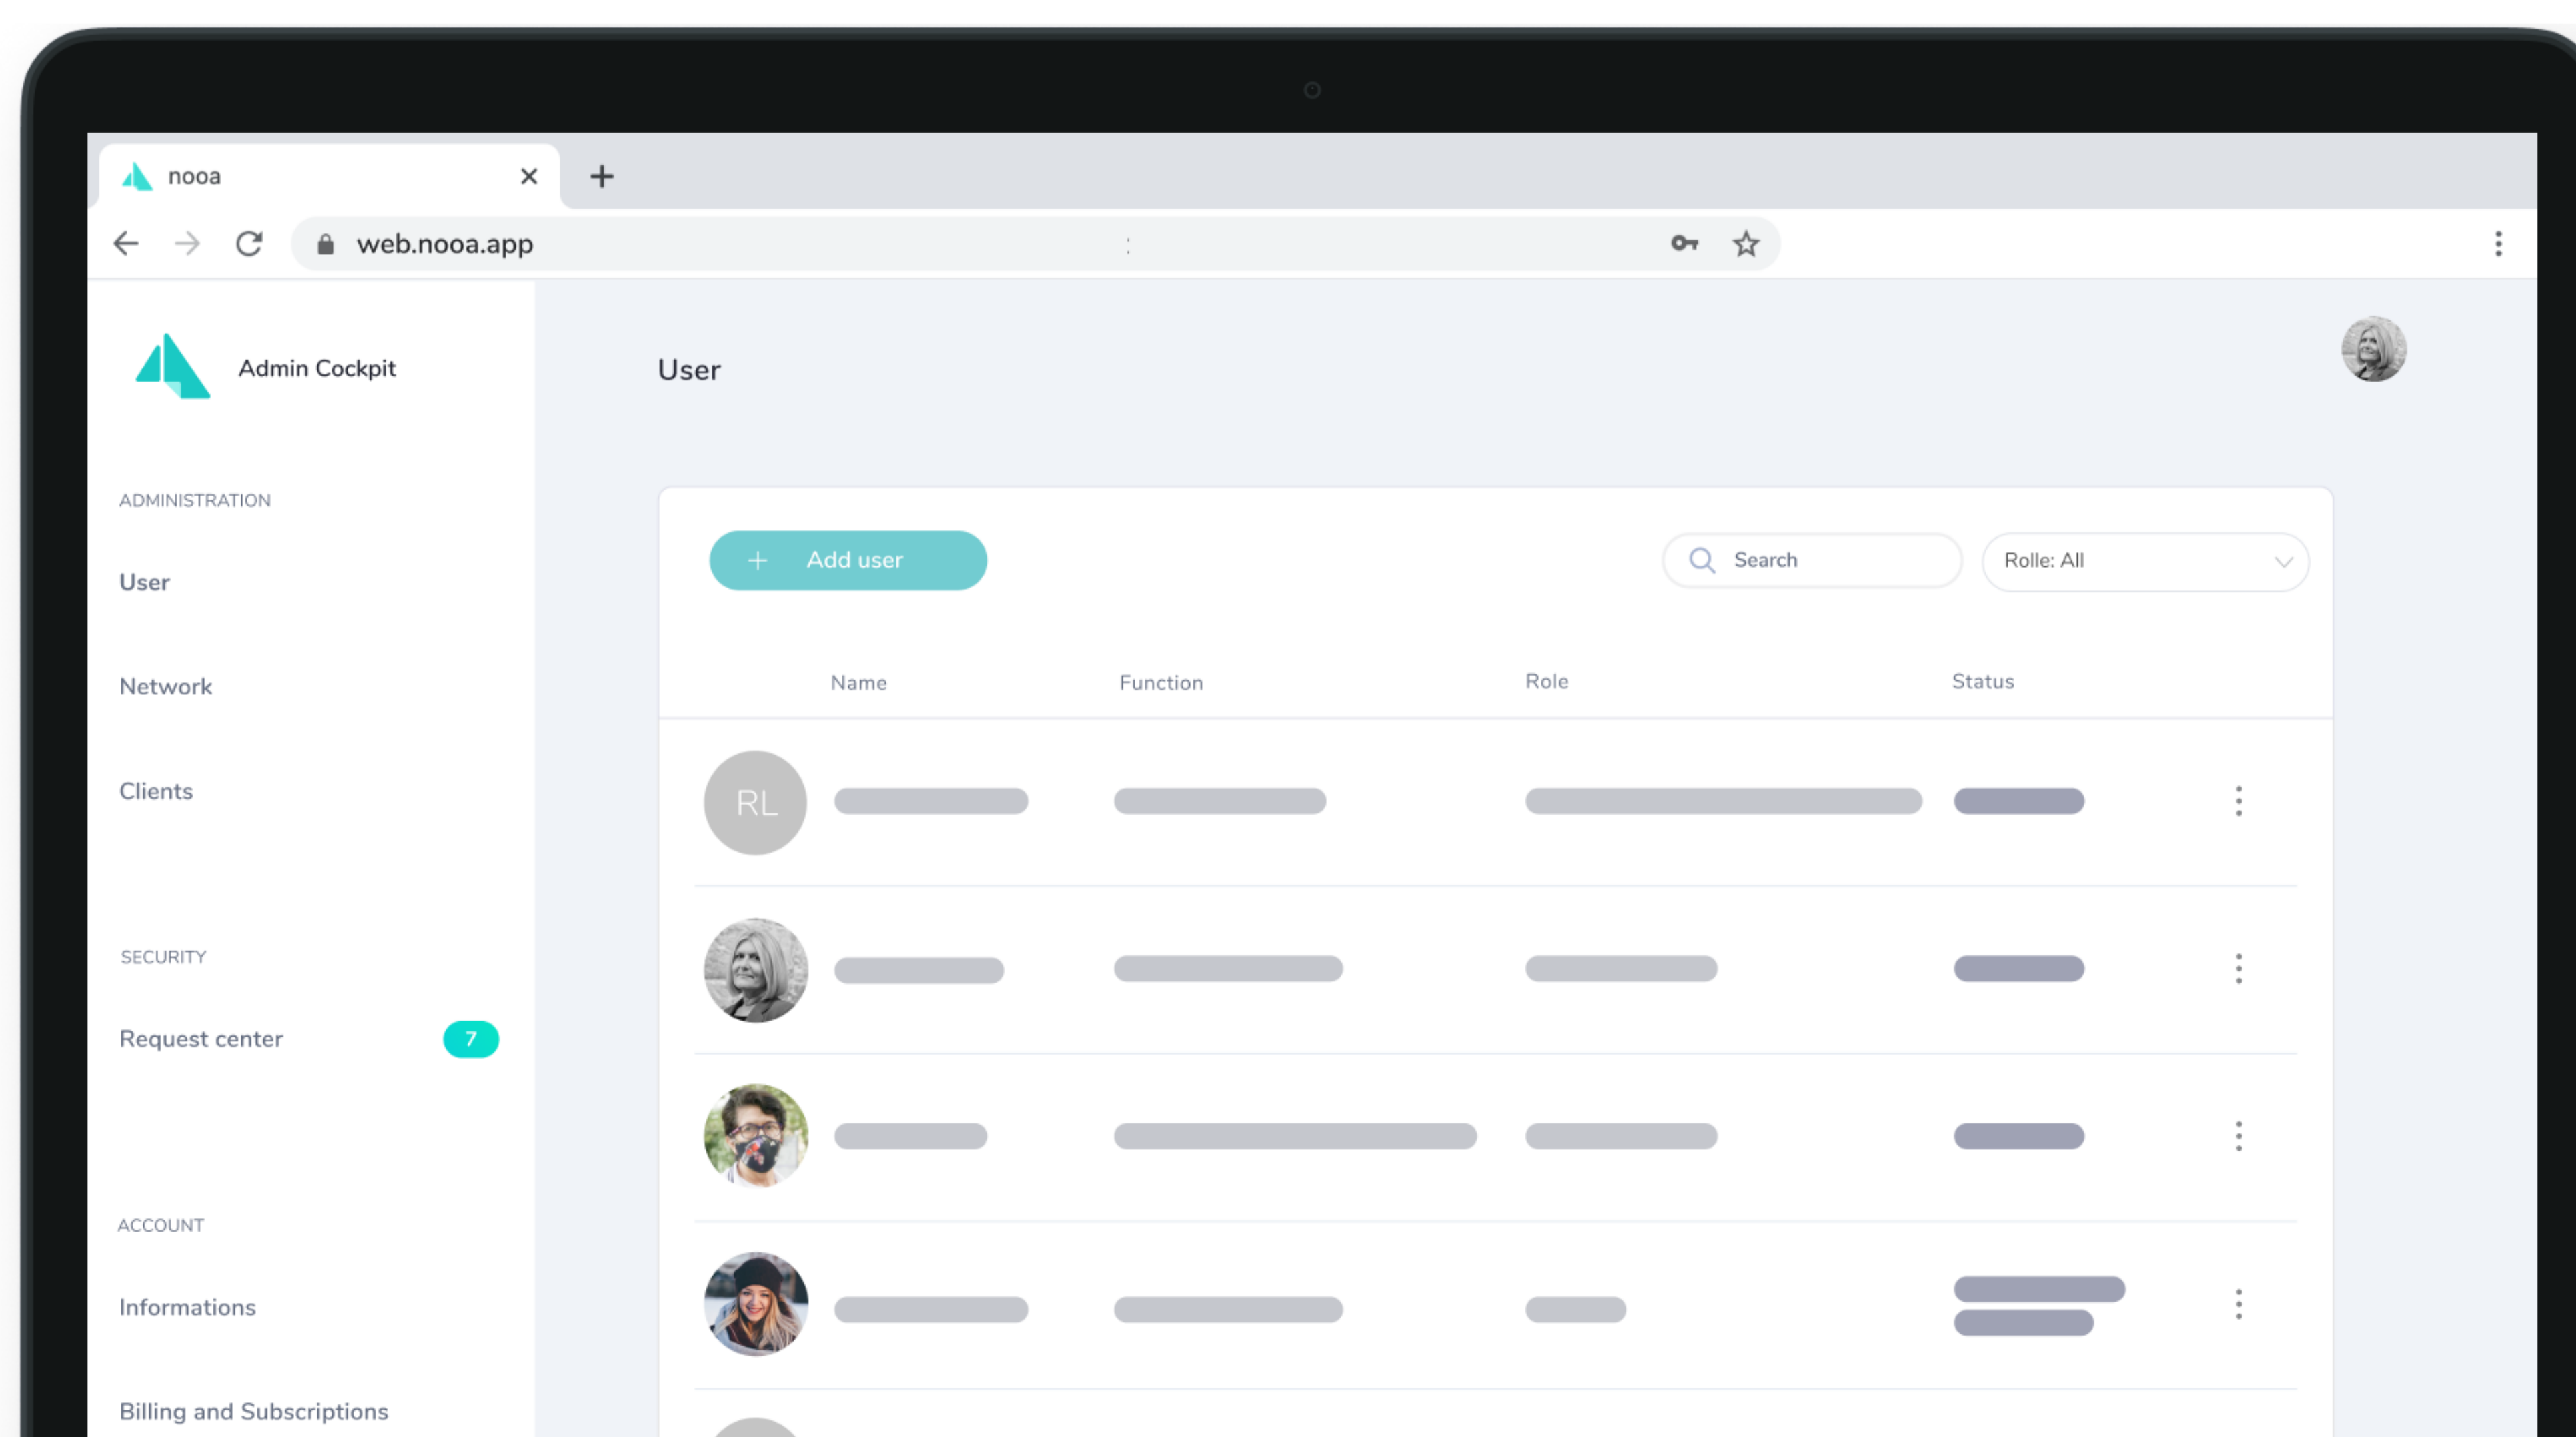 nooa
web.nooa.app
Admin Cockpit
User
ADMINISTRATION
User
Network
Clients
SECURITY
Request center 7
ACCOUNT
Informations
Billing and Subscriptions
+ Add user
Search
Rolle: All
Name Function Role Status
RL